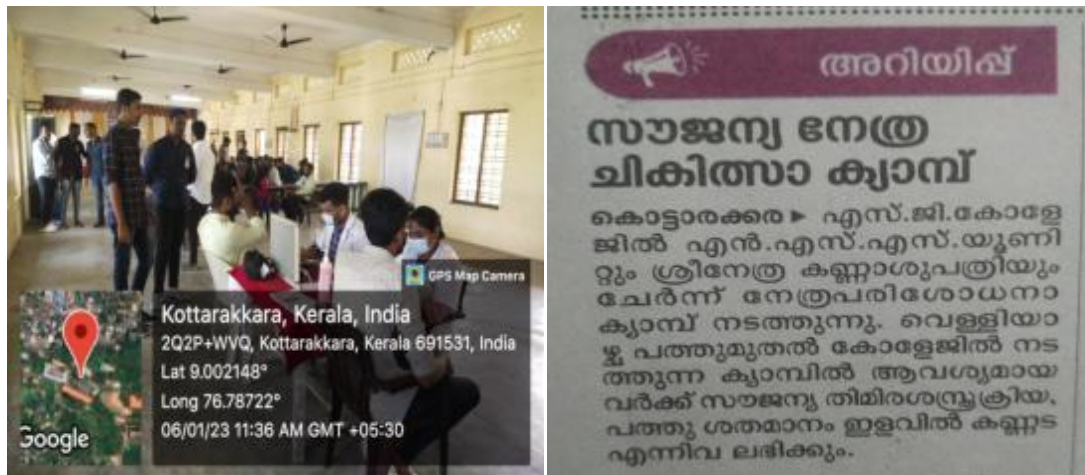 GPS Map Camera
Kottarakkara, Kerala, India
2Q2P+WVQ, Kottarakkara, Kerala 691531, India
Lat 9.002148°
Long 76.78722°
06/01/23 11:36 AM GMT +05:30
Google
അറിയിപ്പ്
സൗജന്യ നേത്ര
ചികിത്സാ ക്യാമ്പ്
കൊട്ടാരക്കര ▸ എസ്.ജി.കോളേ
ജിൽ എൻ.എസ്.എസ്.യൂണി
റ്റും ശ്രീനേത്ര കണ്ണാശുപത്രിയും
ചേർന്ന് നേത്രപരിശോധനാ
ക്യാമ്പ് നടത്തുന്നു. വെള്ളിയാ
ഴ്ച പത്തുമുതൽ കോളേജിൽ നട
ത്തുന്ന ക്യാമ്പിൽ ആവശ്യമായ
വർക്ക് സൗജന്യ തിമിരശസ്ത്രക്രിയ,
പത്തു ശതമാനം ഇളവിൽ കണ്ണട
എന്നിവ ലഭിക്കും.